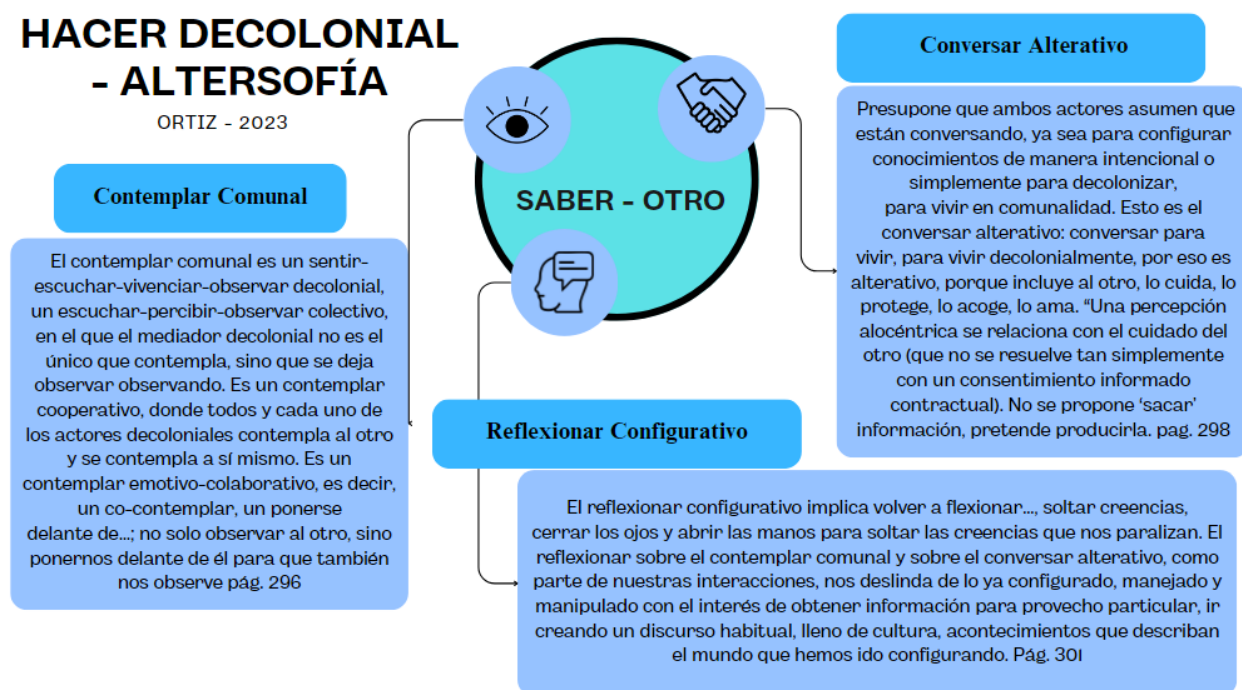 HACER DECOLONIAL
- ALTERSOFÍA
ORTIZ - 2023
Contemplar Comunal
El contemplar comunal es un sentir-
escuchar-vivenciar-observar decolonial,
un escuchar-percibir-observar colectivo,
en el que el mediador decolonial no es el
único que contempla, sino que se deja
observar observando. Es un contemplar
cooperativo, donde todos y cada uno de
los actores decoloniales contempla al otro
y se contempla a sí mismo. Es un
contemplar emotivo-colaborativo, es decir,
un co-contemplar, un ponerse
delante de...; no solo observar al otro, sino
ponernos delante de él para que también
nos observe pág. 296
SABER - OTRO
Conversar Alterativo
Presupone que ambos actores asumen que
están conversando, ya sea para configurar
conocimientos de manera intencional o
simplemente para decolonizar,
para vivir en comunalidad. Esto es el
conversar alterativo: conversar para
vivir, para vivir decolonialmente, por eso es
alterativo, porque incluye al otro, lo cuida, lo
protege, lo acoge, lo ama. “Una percepción
alocéntrica se relaciona con el cuidado del
otro (que no se resuelve tan simplemente
con un consentimiento informado
contractual). No se propone ‘sacar’
información, pretende producirla. pag. 298
Reflexionar Configurativo
El reflexionar configurativo implica volver a flexionar..., soltar creencias,
cerrar los ojos y abrir las manos para soltar las creencias que nos paralizan. El
reflexionar sobre el contemplar comunal y sobre el conversar alterativo, como
parte de nuestras interacciones, nos deslinda de lo ya configurado, manejado y
manipulado con el interés de obtener información para provecho particular, ir
creando un discurso habitual, lleno de cultura, acontecimientos que describan
el mundo que hemos ido configurando. Pág. 301